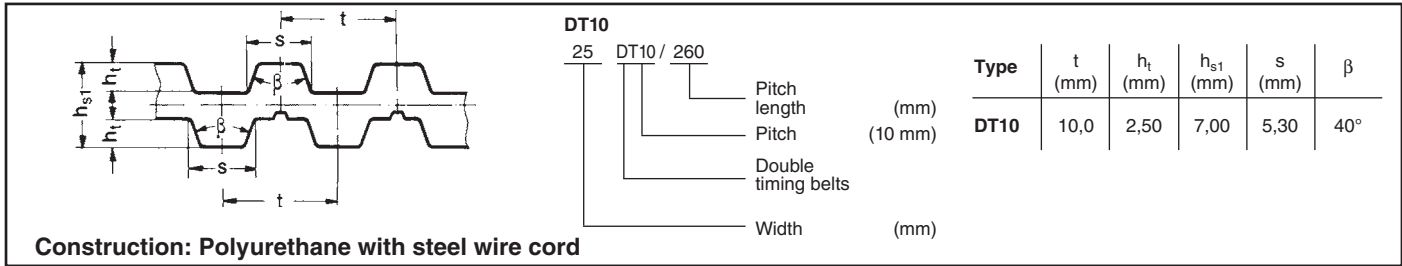 t
s
β
h_t
h_s1
h_t
β
s
t
Construction: Polyurethane with steel wire cord
DT10
25 DT10 / 260
Pitch
length (mm)
Pitch (10 mm)
Double
timing belts
Width (mm)
Type t h_t h_s1 s β
(mm) (mm) (mm) (mm)
DT10 10,0 2,50 7,00 5,30 40°